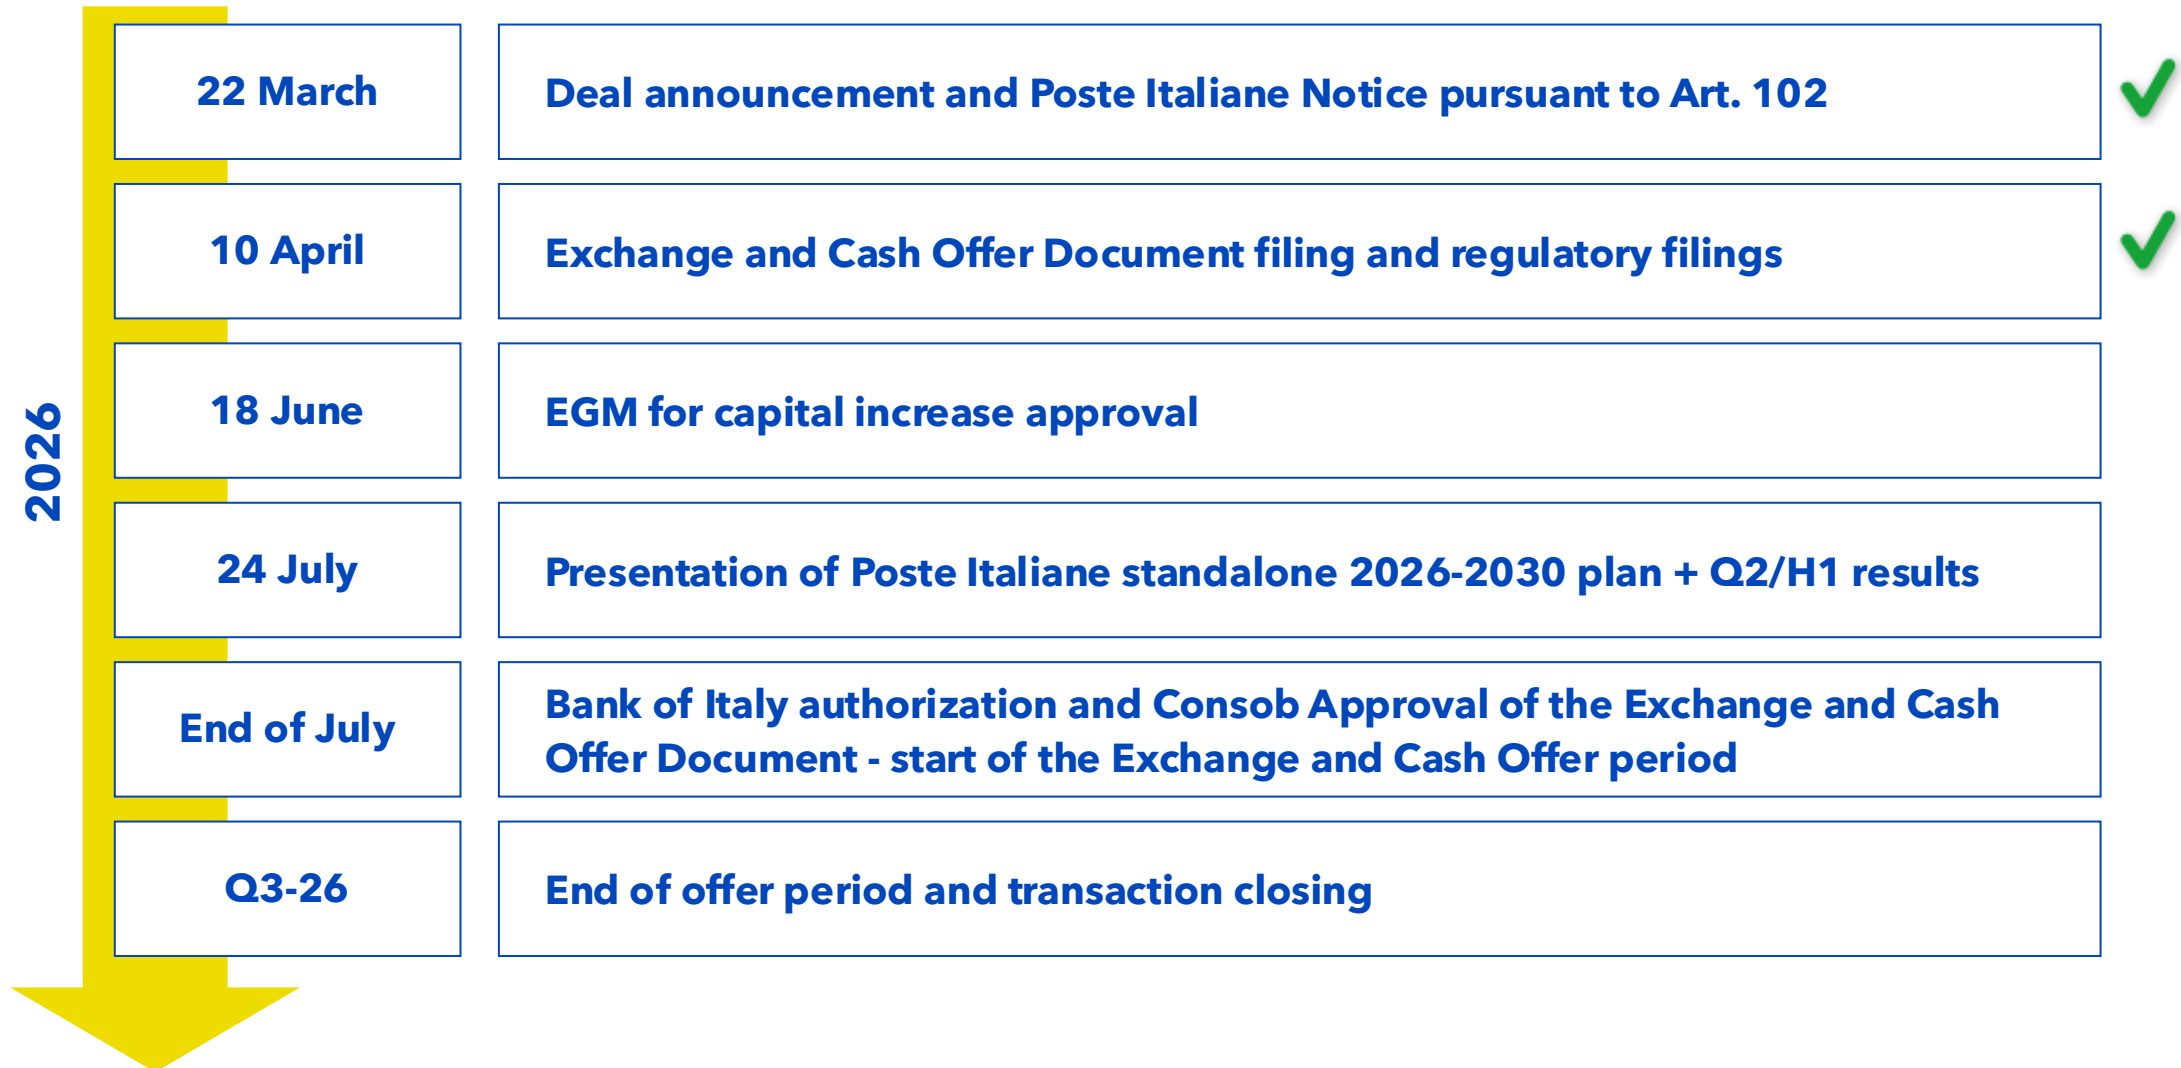 2026
22 March
Deal announcement and Poste Italiane Notice pursuant to Art. 102
10 April
Exchange and Cash Offer Document filing and regulatory filings
18 June
EGM for capital increase approval
24 July
Presentation of Poste Italiane standalone 2026-2030 plan + Q2/H1 results
End of July
Bank of Italy authorization and Consob Approval of the Exchange and Cash
Offer Document - start of the Exchange and Cash Offer period
Q3-26
End of offer period and transaction closing